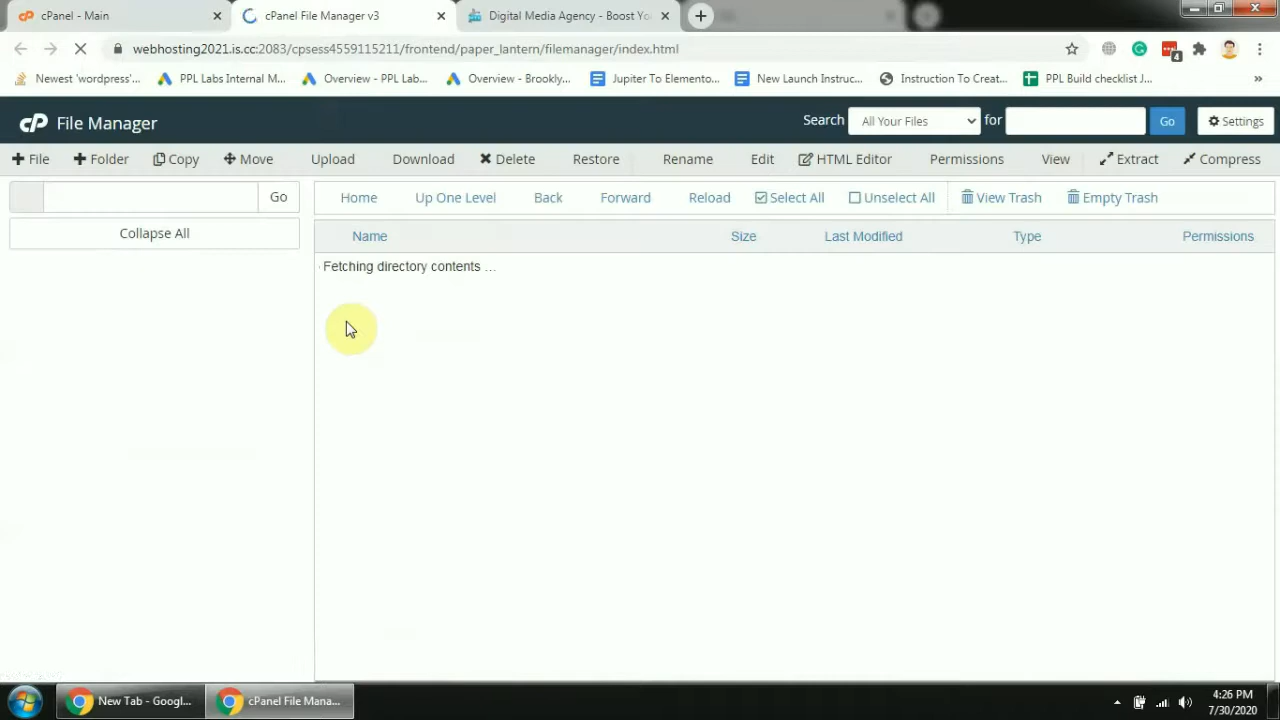 cPanel - Main
cPanel File Manager v3
Digital Media Agency - Boost Yo
webhosting2021.is.cc:2083/cpsess4559115211/frontend/paper_lantern/filemanager/index.html
4
Newest 'wordpress'...
PPL Labs Internal M...
Overview - PPL Lab...
Overview - Brookly...
Jupiter To Elemento...
New Launch Instruc...
Instruction To Creat...
PPL Build checklist J...
»
cP File Manager
Search
All Your Files
for
Go
Settings
File
Folder
Copy
Move
Upload
Download
Delete
Restore
Rename
Edit
HTML Editor
Permissions
View
Extract
Compress
Go
Collapse All
Home
Up One Level
Back
Forward
Reload
Select All
Unselect All
View Trash
Empty Trash
Name
Size
Last Modified
Type
Permissions
Fetching directory contents ...
New Tab - Googl...
cPanel File Mana...
4:26 PM
7/30/2020